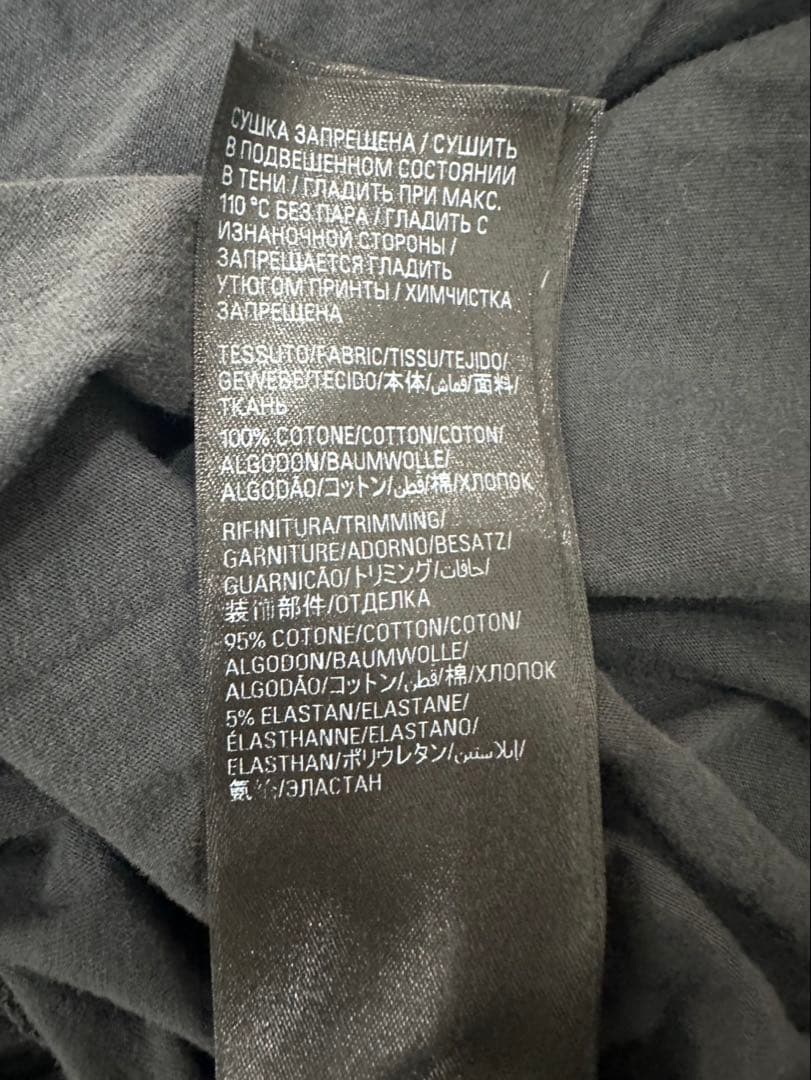 СУШКА ЗАПРЕЩЕНА / СУШИТЬ
В ПОДВЕШЕННОМ СОСТОЯНИИ
В ТЕНИ / ГЛАДИТЬ ПРИ МАКС.
110 °C БЕЗ ПАРА / ГЛАДИТЬ С
ИЗНАНОЧНОЙ СТОРОНЫ /
ЗАПРЕЩАЕТСЯ ГЛАДИТЬ
УТЮГОМ ПРИНТЫ / ХИМЧИСТКА
ЗАПРЕЩЕНА
TESSUTO/FABRIC/TISSU/TEJIDO/
GEWEBE/TECIDO/本体/قماش/面料/
ТКАНЬ
100% COTONE/COTTON/COTON/
ALGODON/BAUMWOLLE/
ALGODÃO/コットン/قطن/棉/ХЛОПОК
RIFINITURA/TRIMMING/
GARNITURE/ADORNO/BESATZ/
GUARNICÃO/トリミング/حافات/
装饰部件/ОТДЕЛКА
95% COTONE/COTTON/COTON/
ALGODON/BAUMWOLLE/
ALGODÃO/コットン/قطن/棉/ХЛОПОК
5% ELASTAN/ELASTANE/
ÉLASTHANNE/ELASTANO/
ELASTHAN/ポリウレタン/إيلاستين/
/ЭЛАСТАН